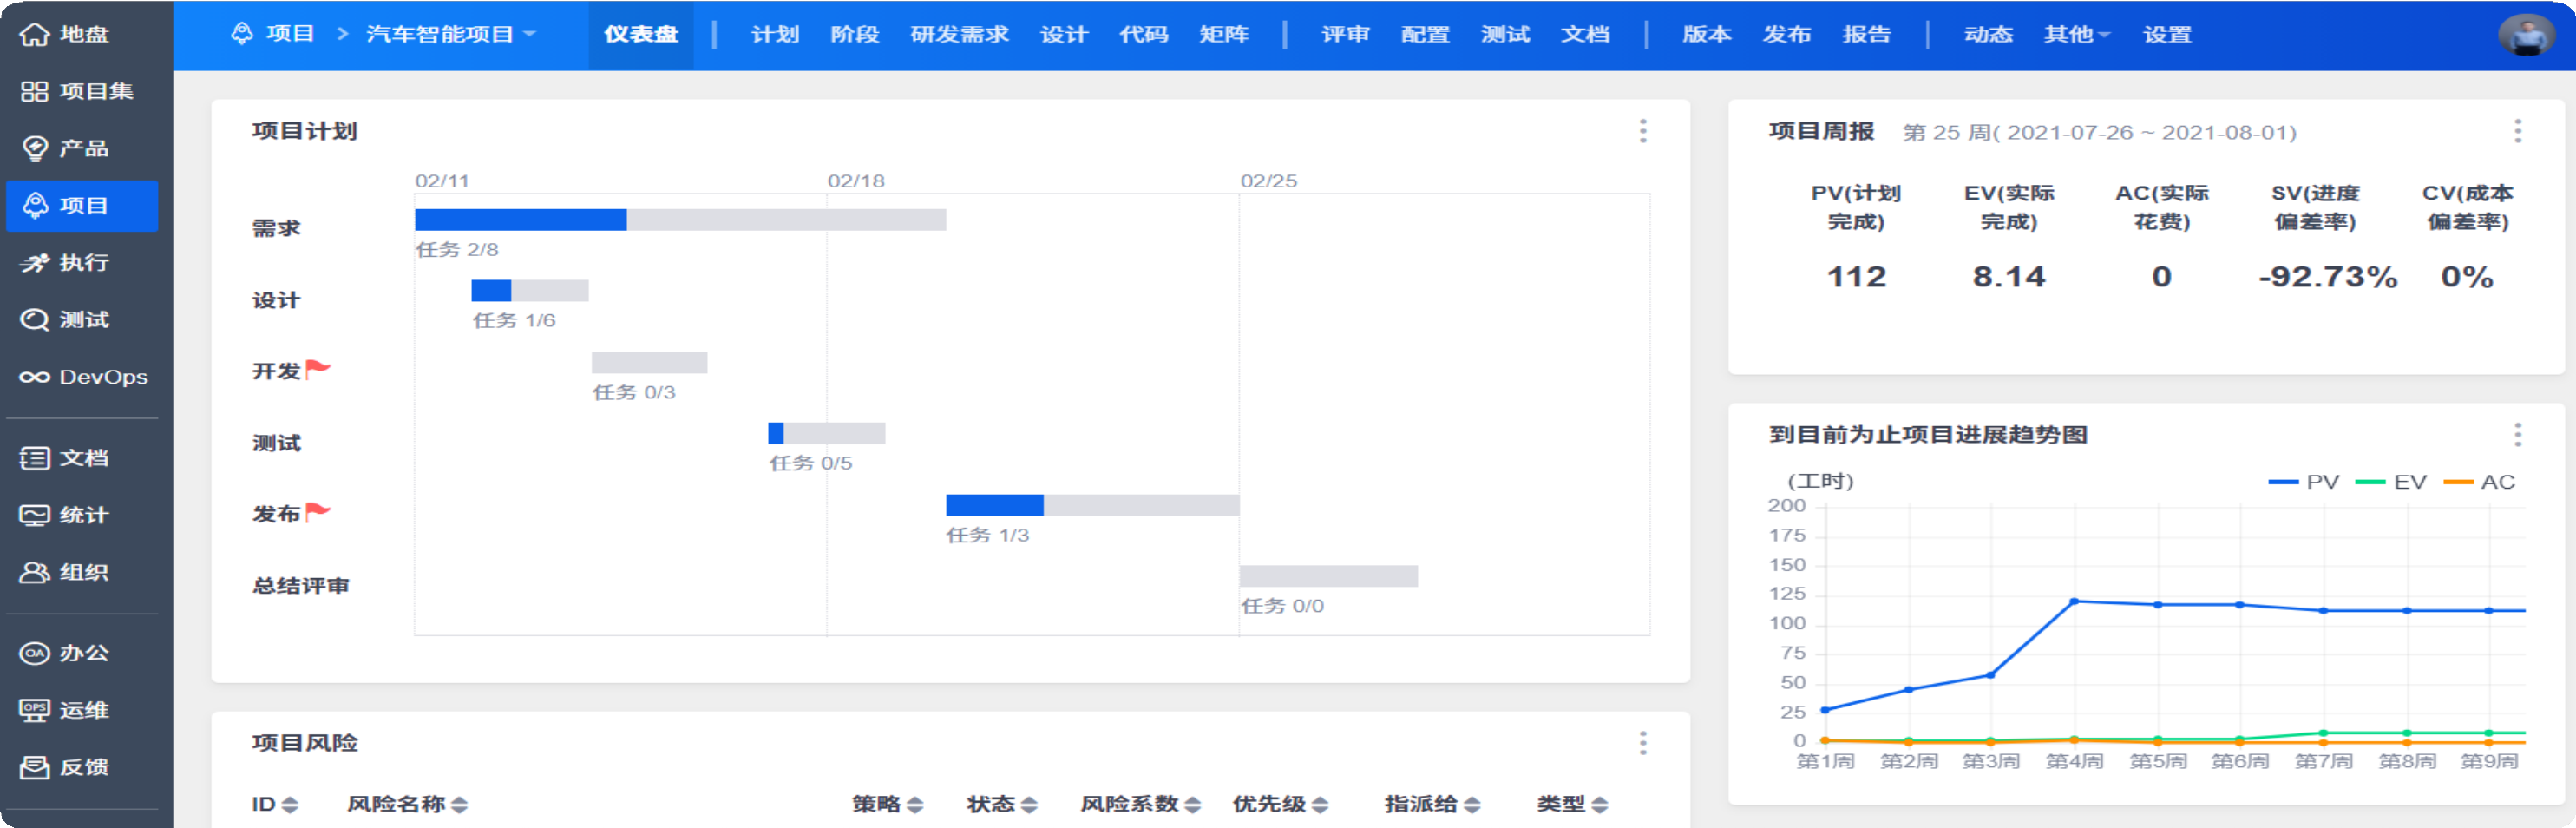 地盘
项目集
产品
项目
执行
测试
DevOps
文档
统计
组织
OA 办公
OPS 运维
反馈
项目 > 汽车智能项目 仪表盘 | 计划 阶段 研发需求 设计 代码 矩阵 | 评审 配置 测试 文档 | 版本 发布 报告 | 动态 其他 设置
项目计划
02/11 02/18 02/25
需求
任务 2/8
设计
任务 1/6
开发
任务 0/3
测试
任务 0/5
发布
任务 1/3
总结评审
任务 0/0
项目风险
ID 风险名称 策略 状态 风险系数 优先级 指派给 类型
项目周报 第 25 周( 2021-07-26 ~ 2021-08-01)
PV(计划 EV(实际 AC(实际 SV(进度 CV(成本
完成) 完成) 花费) 偏差率) 偏差率)
112 8.14 0 -92.73% 0%
到目前为止项目进展趋势图
(工时) PV EV AC
200
175
150
125
100
75
50
25
0
第1周 第2周 第3周 第4周 第5周 第6周 第7周 第8周 第9周